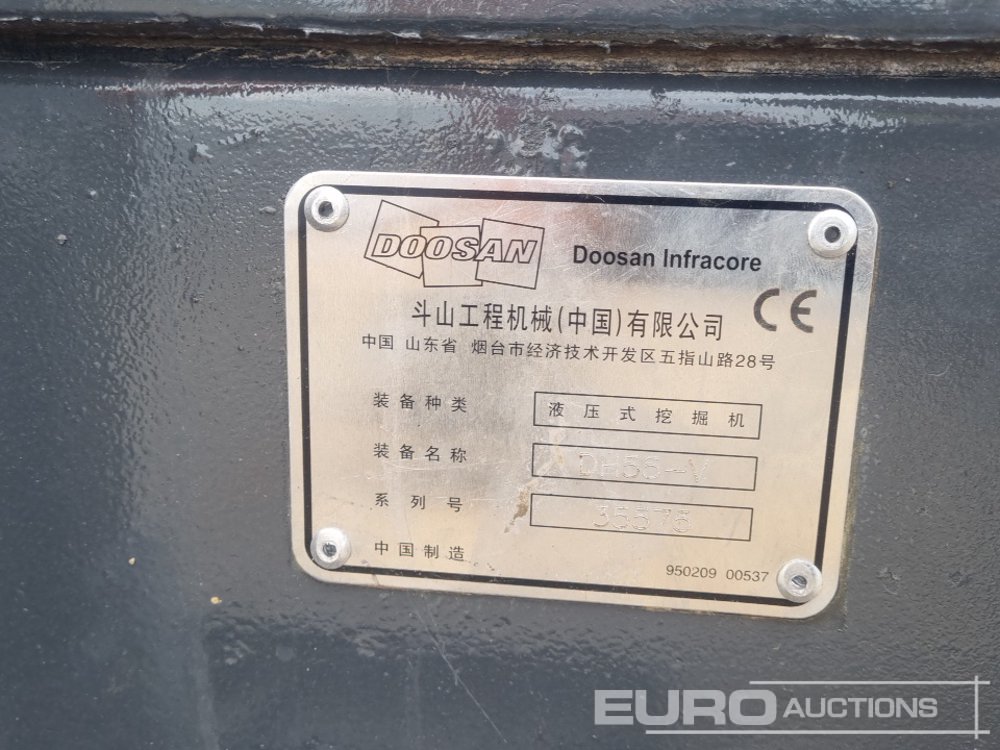 DOOSAN
Doosan Infracore
CE
斗山工程机械(中国)有限公司
中国 山东省 烟台市经济技术开发区五指山路28号
装备种类 液压式挖掘机
装备名称 DH56-V
系列号 35578
中国制造
950209 00537
EURO AUCTIONS